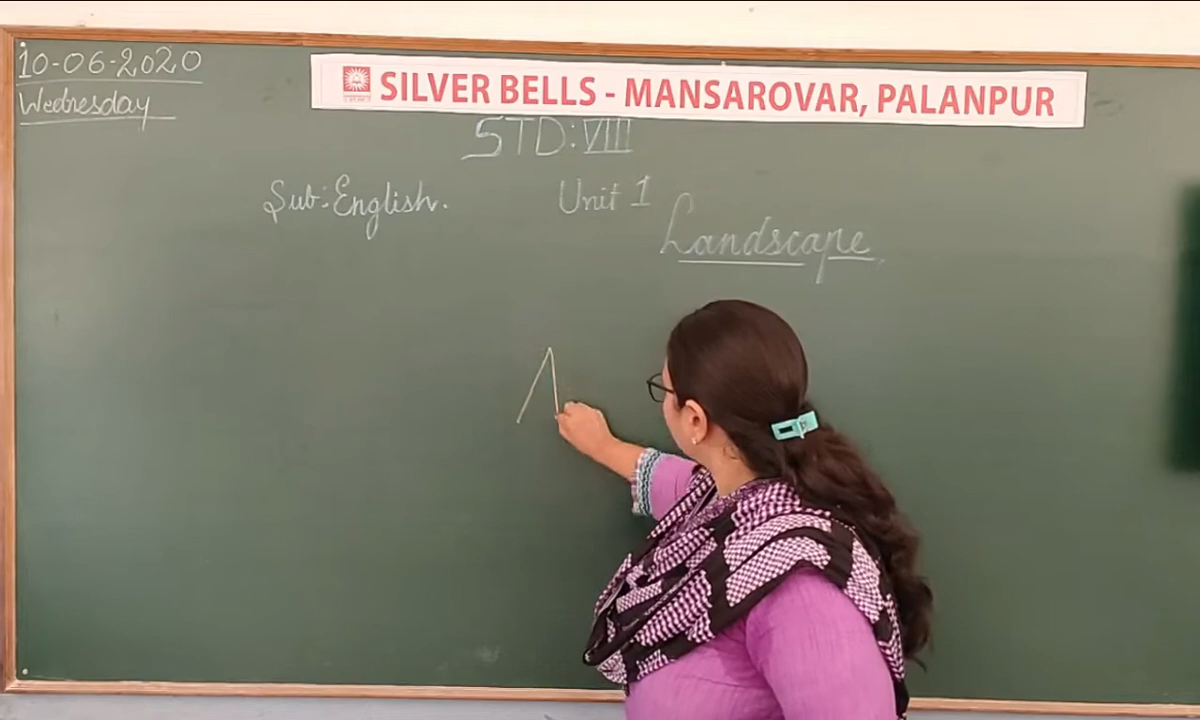 10-06-2020
Wednesday
SILVER BELLS - MANSAROVAR, PALANPUR
STD: VIII
Sub: English. Unit 1
Landscape